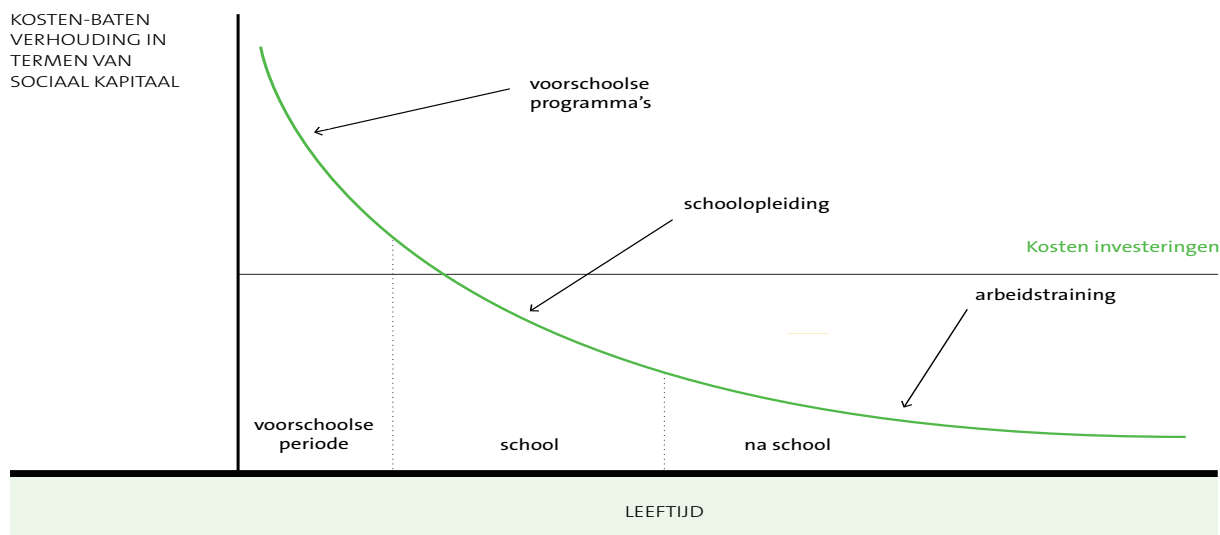 KOSTEN-BATEN
VERHOUDING IN
TERMEN VAN
SOCIAAL KAPITAAL
voorschoolse
programma's
schoolopleiding
Kosten investeringen
arbeidstraining
voorschoolse
periode
school
na school
LEEFTIJD